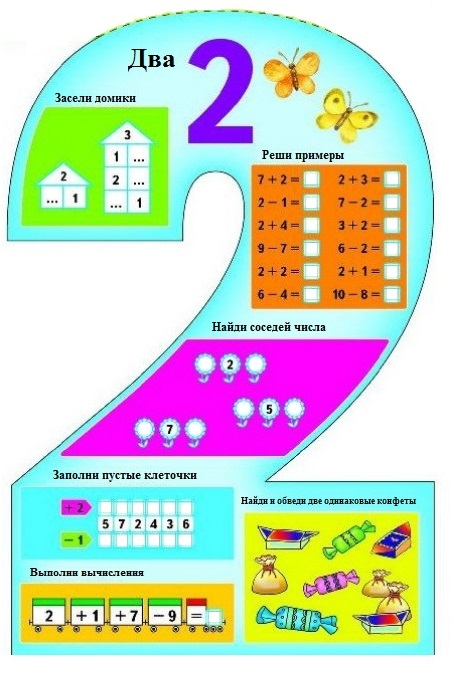 Два 2
Засели домики
2
... 1
3
1 ...
2 ...
... 1
Реши примеры
7 + 2 =
2 − 1 =
2 + 4 =
9 − 7 =
2 + 2 =
6 − 4 =
2 + 3 =
7 − 2 =
3 + 2 =
6 − 2 =
2 + 1 =
10 − 8 =
Найди соседей числа
2
5
7
Заполни пустые клеточки
+ 2
5 7 2 4 3 6
− 1
Выполни вычисления
2 + 1 + 7 − 9 =
Найди и обведи две одинаковые конфеты